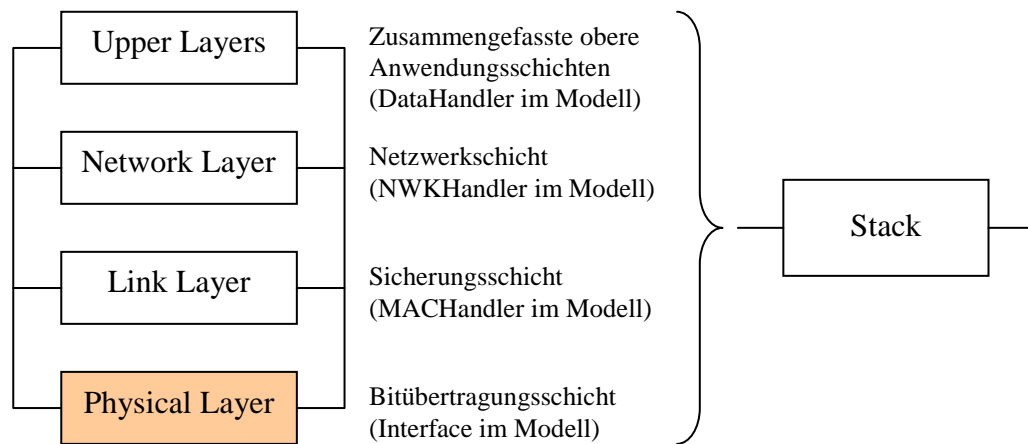 Upper Layers
Zusammengefasste obere
Anwendungsschichten
(DataHandler im Modell)
Network Layer
Netzwerkschicht
(NWKHandler im Modell)
Stack
Link Layer
Sicherungsschicht
(MACHandler im Modell)
Physical Layer
Bitübertragungsschicht
(Interface im Modell)